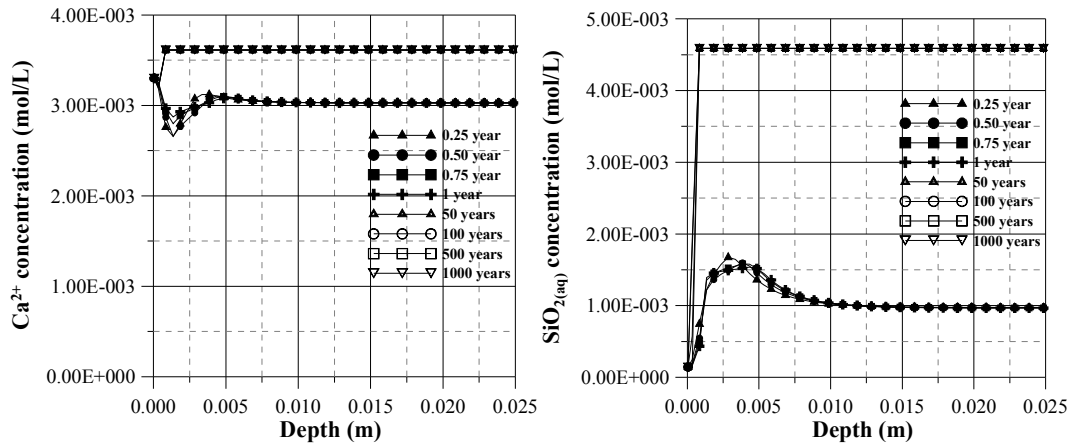 4.00E-003
3.00E-003
2.00E-003
1.00E-003
0.00E+000
Ca²⁺ concentration (mol/L)
0.25 year
0.50 year
0.75 year
1 year
50 years
100 years
500 years
1000 years
0.000 0.005 0.010 0.015 0.020 0.025
Depth (m)
5.00E-003
4.00E-003
3.00E-003
2.00E-003
1.00E-003
0.00E+000
SiO₂₍ₐq₎ concentration (mol/L)
0.25 year
0.50 year
0.75 year
1 year
50 years
100 years
500 years
1000 years
0.000 0.005 0.010 0.015 0.020 0.025
Depth (m)